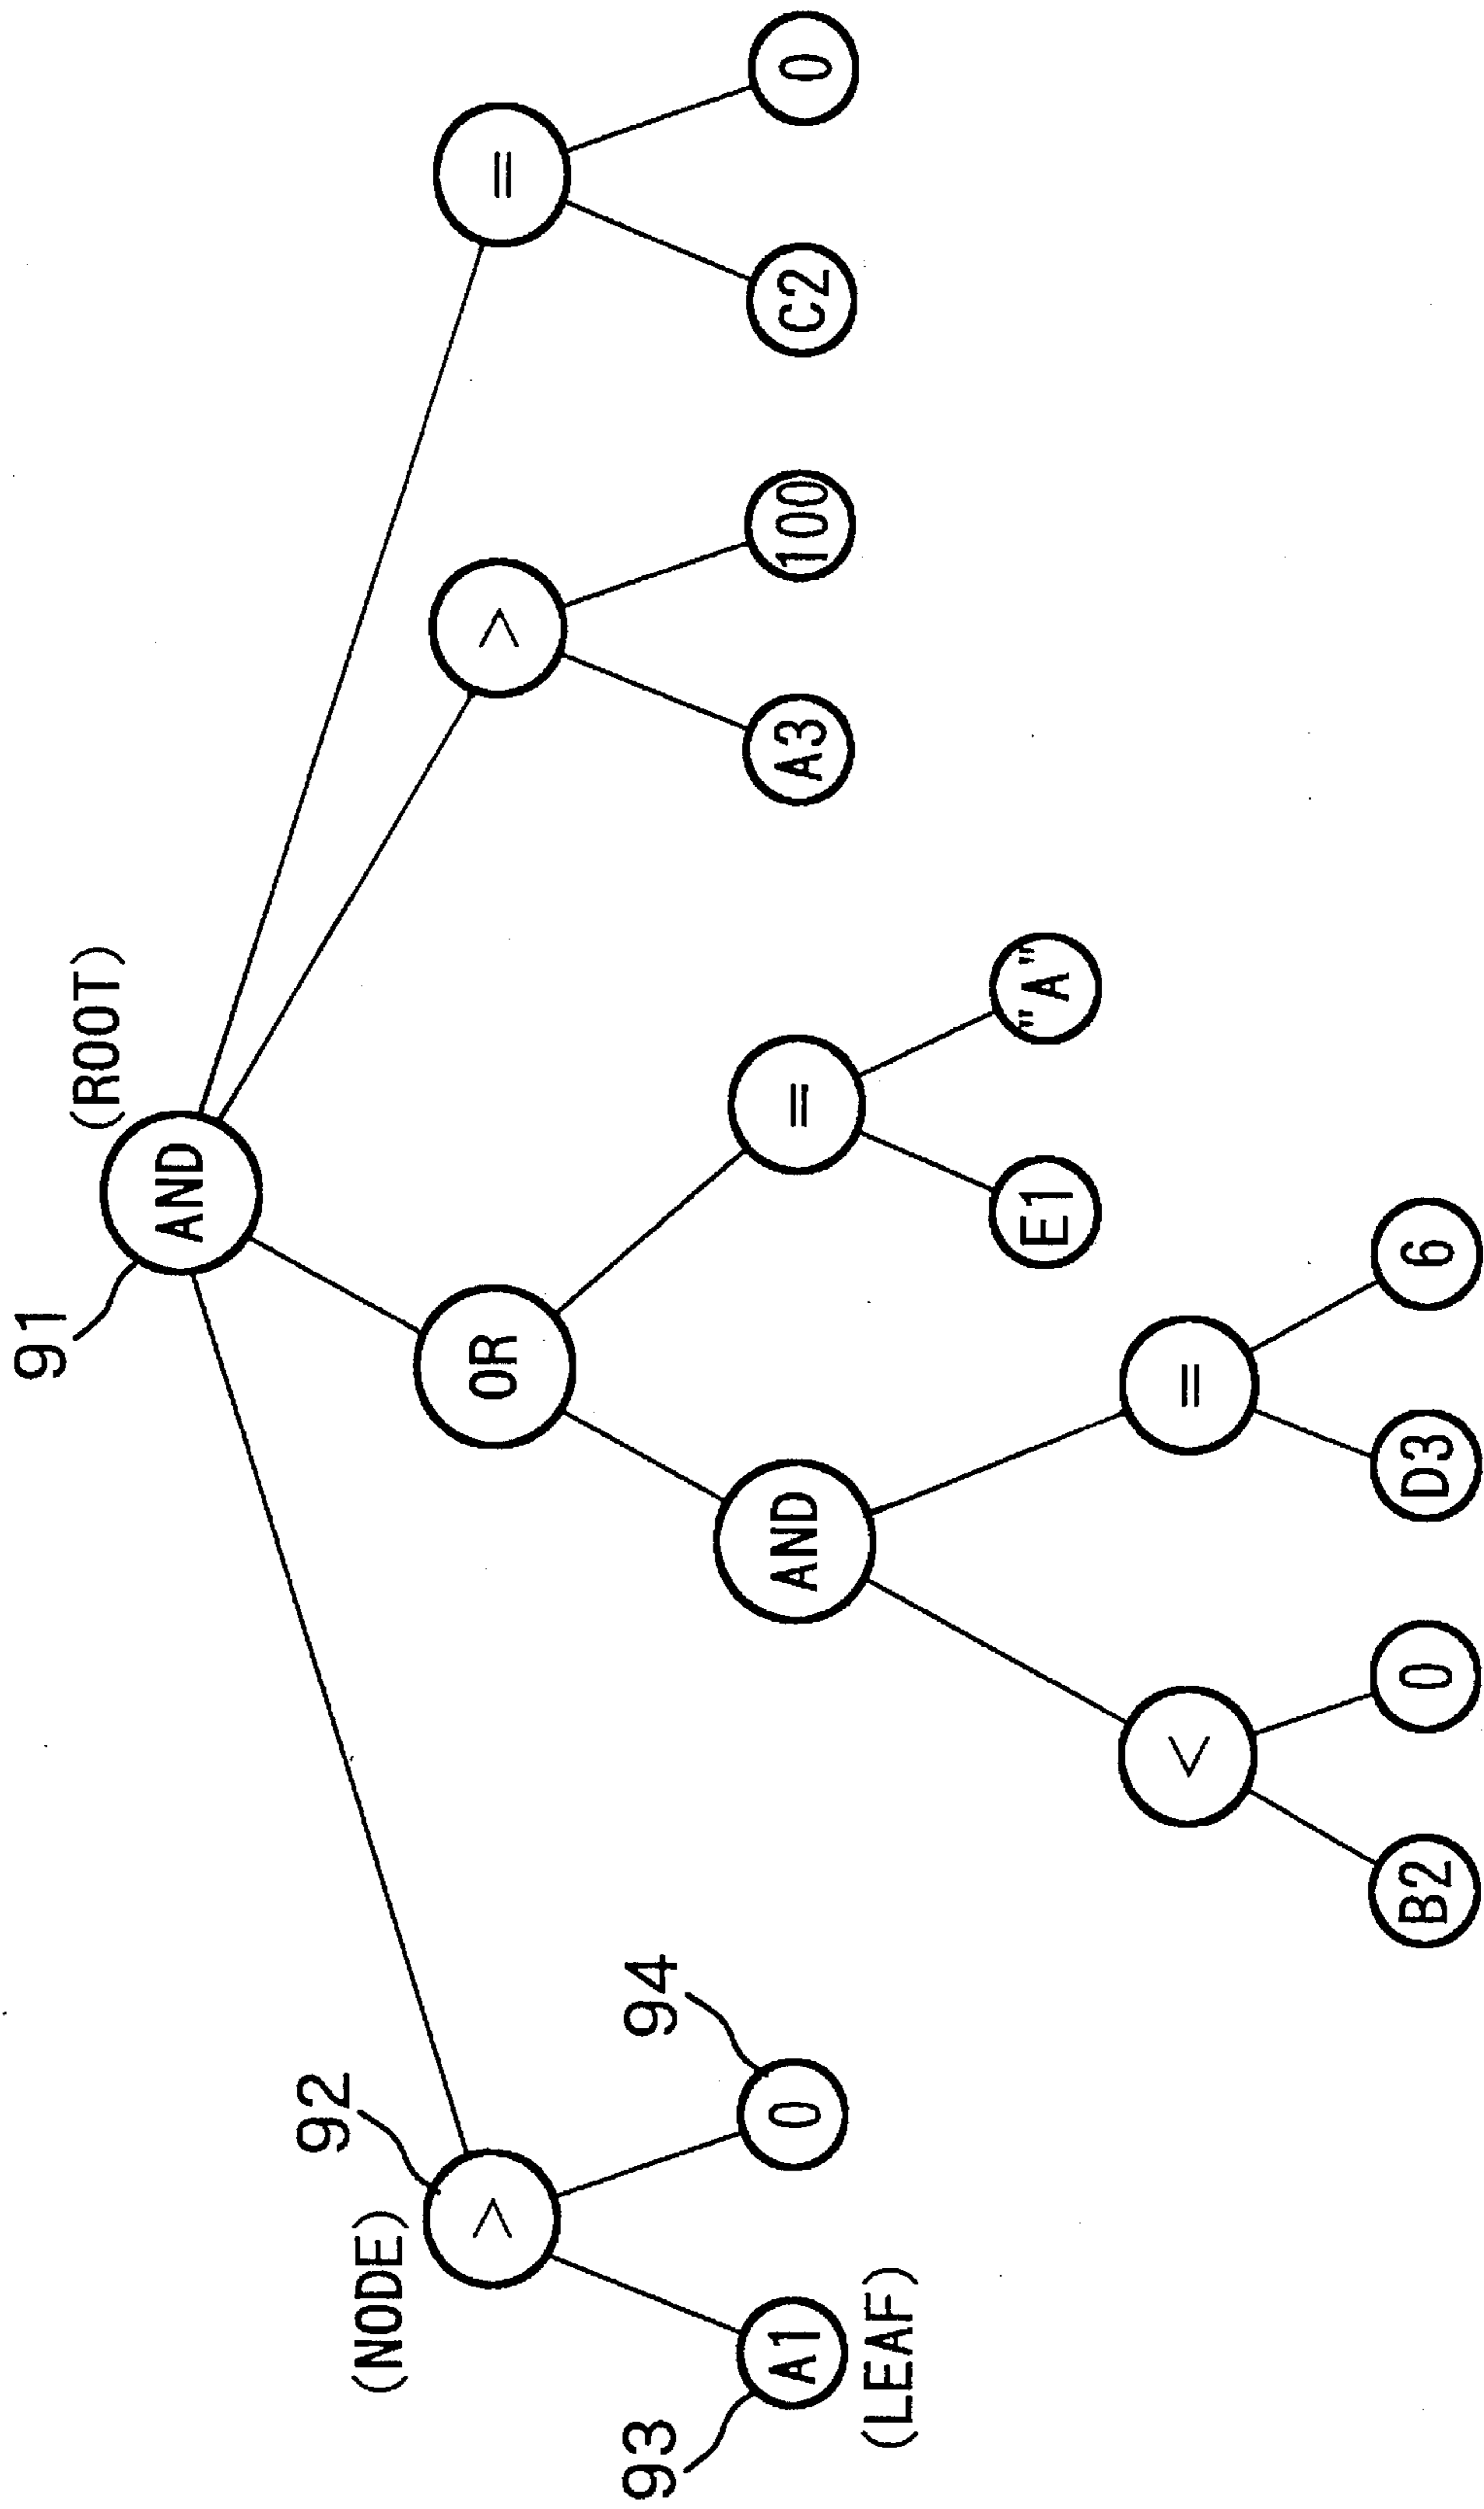 91
(ROOT)
AND
92
(NODE)
>
OR
>
=
93
94
A1
0
AND
=
A3
100
C2
0
(LEAF)
E1
"A"
<
=
B2
0
D3
6